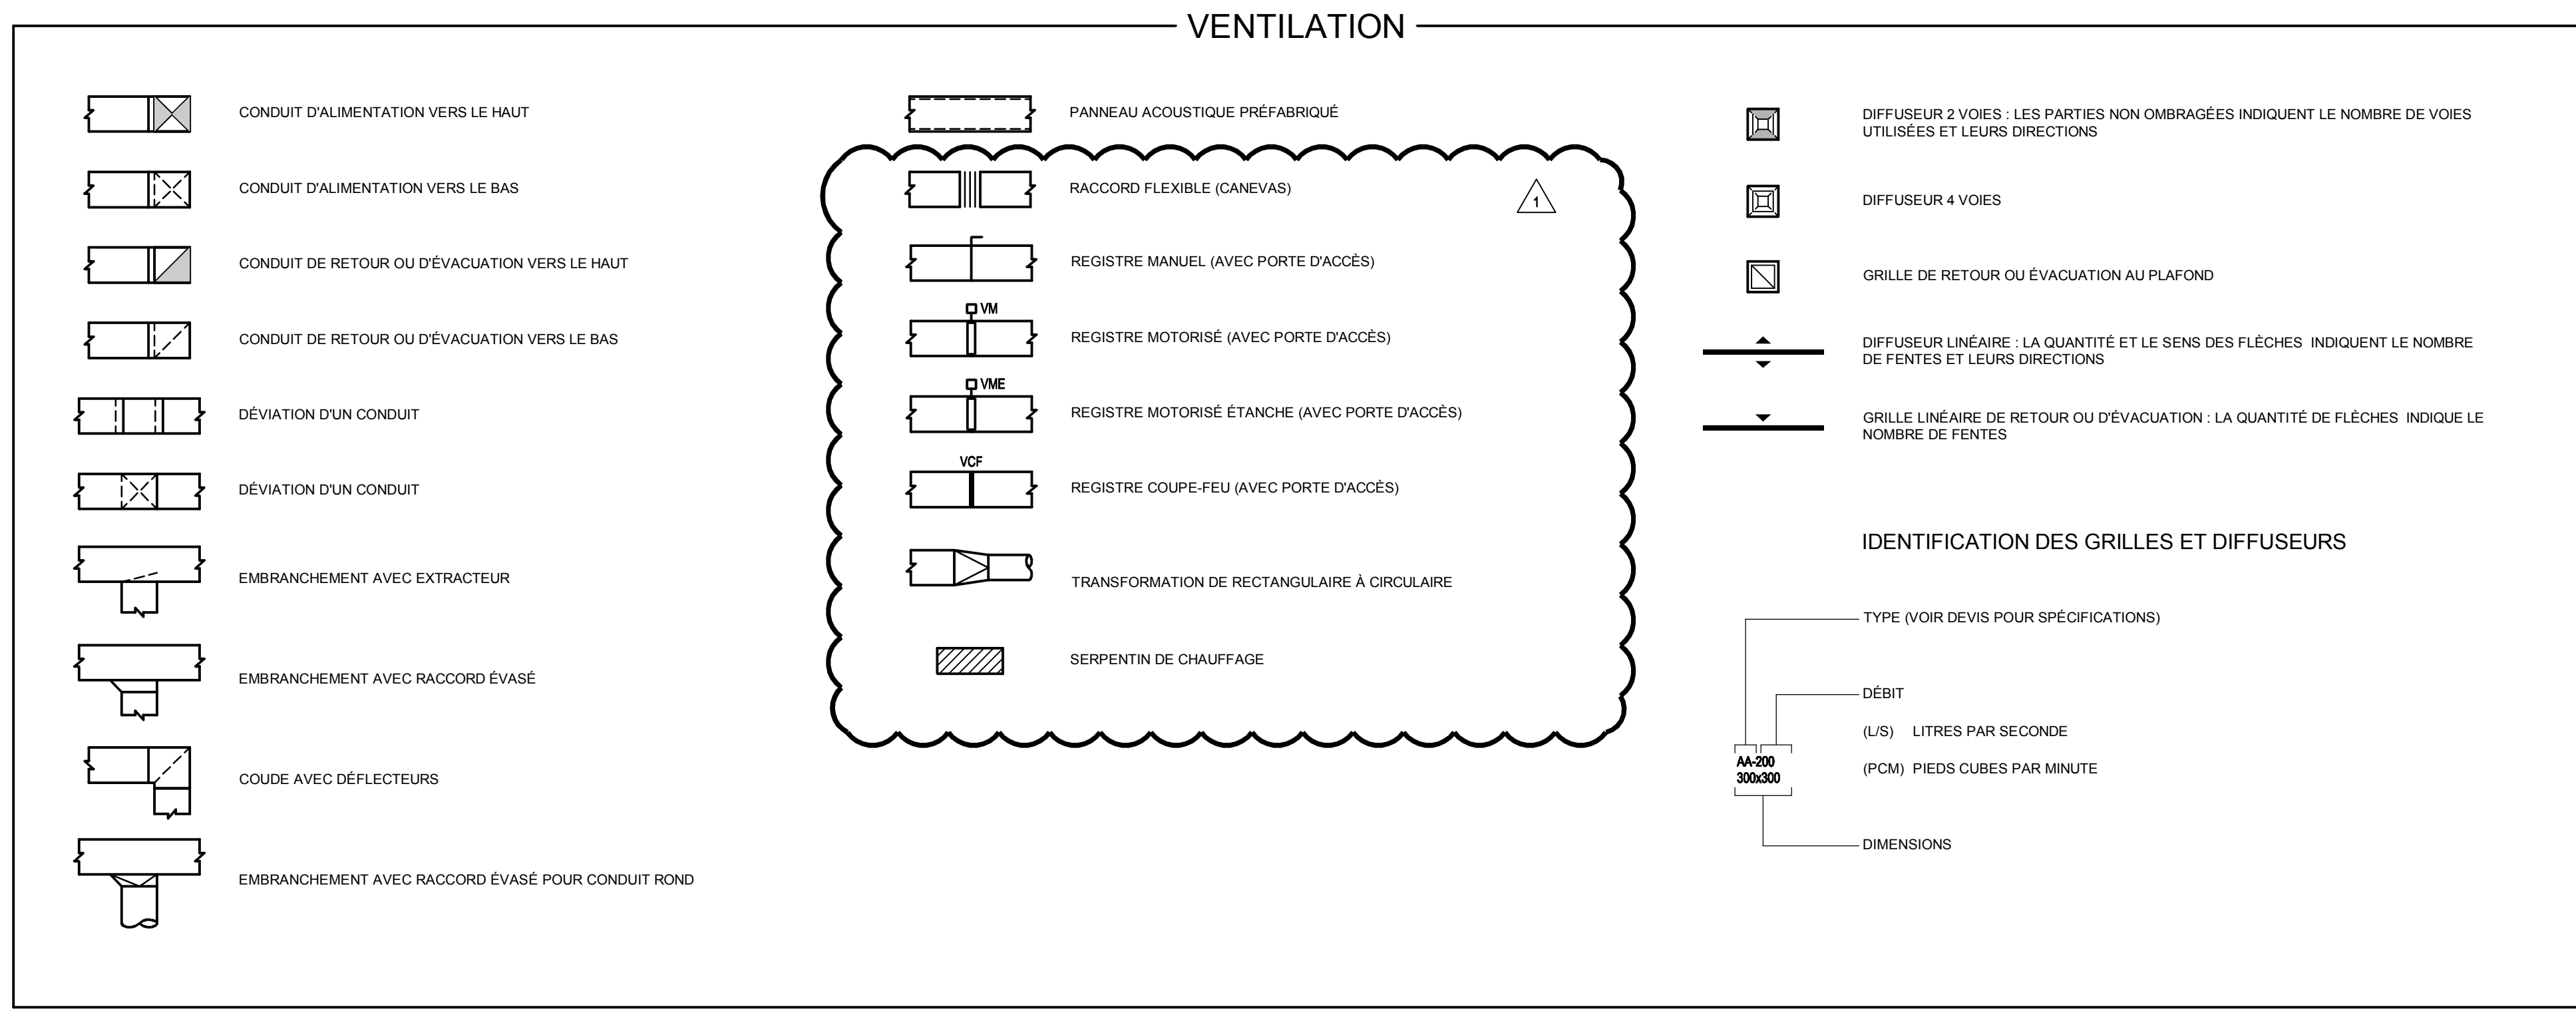 VENTILATION
CONDUIT D'ALIMENTATION VERS LE HAUT
CONDUIT D'ALIMENTATION VERS LE BAS
CONDUIT DE RETOUR OU D'ÉVACUATION VERS LE HAUT
CONDUIT DE RETOUR OU D'ÉVACUATION VERS LE BAS
DÉVIATION D'UN CONDUIT
DÉVIATION D'UN CONDUIT
EMBRANCHEMENT AVEC EXTRACTEUR
EMBRANCHEMENT AVEC RACCORD ÉVASÉ
COUDE AVEC DÉFLECTEURS
EMBRANCHEMENT AVEC RACCORD ÉVASÉ POUR CONDUIT ROND
PANNEAU ACOUSTIQUE PRÉFABRIQUÉ
RACCORD FLEXIBLE (CANEVAS)
1
REGISTRE MANUEL (AVEC PORTE D'ACCÈS)
VM
REGISTRE MOTORISÉ (AVEC PORTE D'ACCÈS)
VME
REGISTRE MOTORISÉ ÉTANCHE (AVEC PORTE D'ACCÈS)
VCF
REGISTRE COUPE-FEU (AVEC PORTE D'ACCÈS)
TRANSFORMATION DE RECTANGULAIRE À CIRCULAIRE
SERPENTIN DE CHAUFFAGE
DIFFUSEUR 2 VOIES : LES PARTIES NON OMBRAGÉES INDIQUENT LE NOMBRE DE VOIES
UTILISÉES ET LEURS DIRECTIONS
DIFFUSEUR 4 VOIES
GRILLE DE RETOUR OU ÉVACUATION AU PLAFOND
DIFFUSEUR LINÉAIRE : LA QUANTITÉ ET LE SENS DES FLÈCHES INDIQUENT LE NOMBRE
DE FENTES ET LEURS DIRECTIONS
GRILLE LINÉAIRE DE RETOUR OU D'ÉVACUATION : LA QUANTITÉ DE FLÈCHES INDIQUE LE
NOMBRE DE FENTES
IDENTIFICATION DES GRILLES ET DIFFUSEURS
TYPE (VOIR DEVIS POUR SPÉCIFICATIONS)
DÉBIT
(L/S) LITRES PAR SECONDE
(PCM) PIEDS CUBES PAR MINUTE
AA-200
300x300
DIMENSIONS